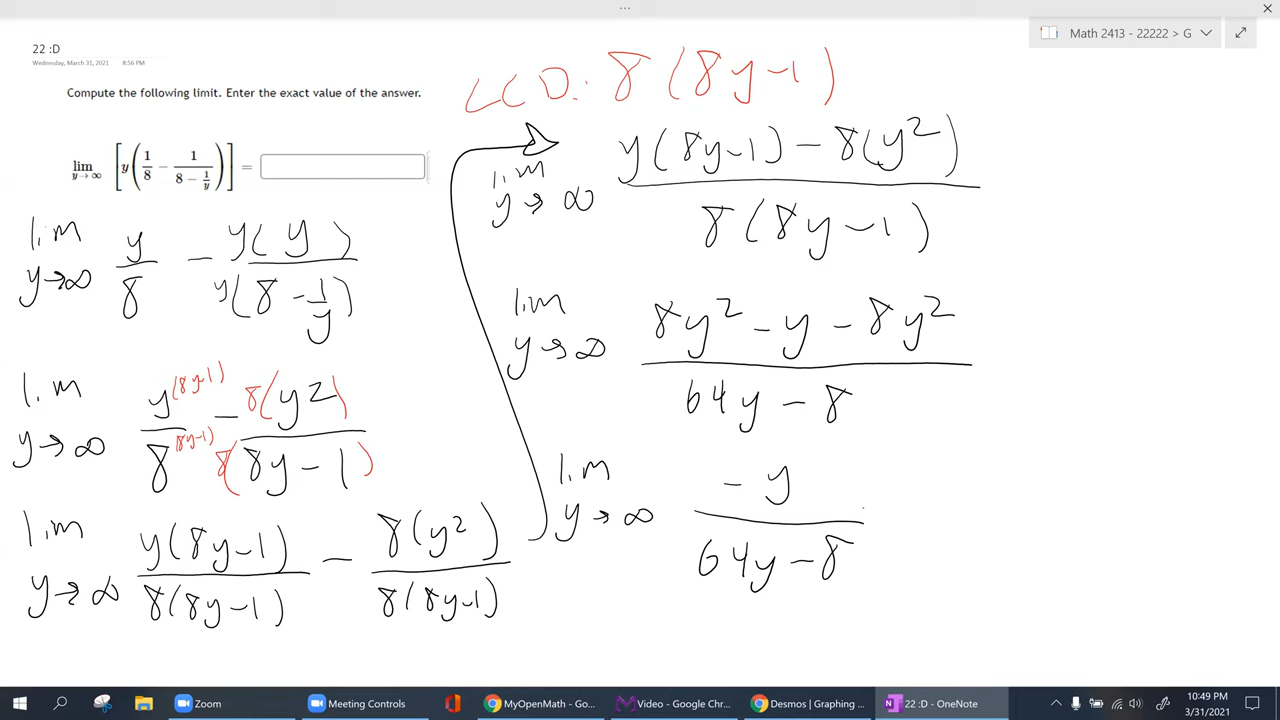 Math 2413 - 22222 > G
22 :D
Wednesday, March 31, 2021 8:56 PM
Compute the following limit. Enter the exact value of the answer.
lim y→∞ [y(1/8 - 1/(8 - 1/y))] =
lim y→∞ y/8 - y(y)/y(8 - 1/y)
lim y→∞ y(8y-1)/8(8y-1) - 8(y2)/8(8y-1)
lim y→∞ y(8y-1)/8(8y-1) - 8(y²)/8(8y-1)
LCD: 8(8y-1)
lim y→∞ y(8y-1) - 8(y²)/8(8y-1)
lim y→∞ 8y² - y - 8y²/64y - 8
lim y→∞ -y/64y - 8
Zoom
Meeting Controls
MyOpenMath - Go...
Video - Google Chr...
Desmos | Graphing ...
22 :D - OneNote
10:49 PM
3/31/2021